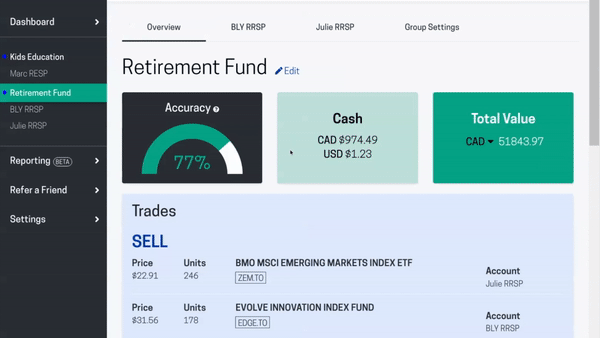 Dashboard
Kids Education
Marc RESP
Retirement Fund
BLY RRSP
Julie RRSP
Reporting BETA
Refer a Friend
Settings
Overview BLY RRSP Julie RRSP Group Settings
Retirement Fund Edit
Accuracy ?
77%
Cash
CAD $974.49
USD $1.23
Total Value
CAD 51843.97
Trades
SELL
Price Units BMO MSCI EMERGING MARKETS INDEX ETF
$22.91 246 ZEM.TO
Account
Julie RRSP
Price Units EVOLVE INNOVATION INDEX FUND
$31.56 178 EDGE.TO
Account
BLY RRSP